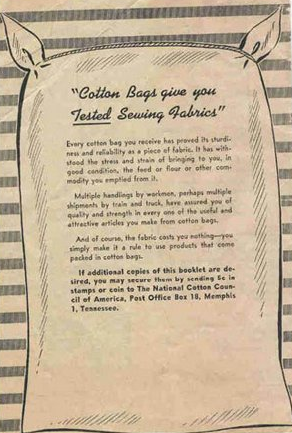 "Cotton Bags give you
Tested Sewing Fabrics"
Every cotton bag you receive has proved its sturdi-
ness and reliability as a piece of fabric. It has with-
stood the stress and strain of bringing to you, in
good condition, the feed or flour or other com-
modity you emptied from it.
Multiple handlings by workmen, perhaps multiple
shipments by train and truck, have assured you of
quality and strength in every one of the useful and
attractive articles you make from cotton bags.
And of course, the fabric costs you nothing—you
simply make it a rule to use products that come
packed in cotton bags.
If additional copies of this booklet are de-
sired, you may secure them by sending 5c in
stamps or coin to The National Cotton Coun-
cil of America, Post Office Box 18, Memphis
1, Tennessee.